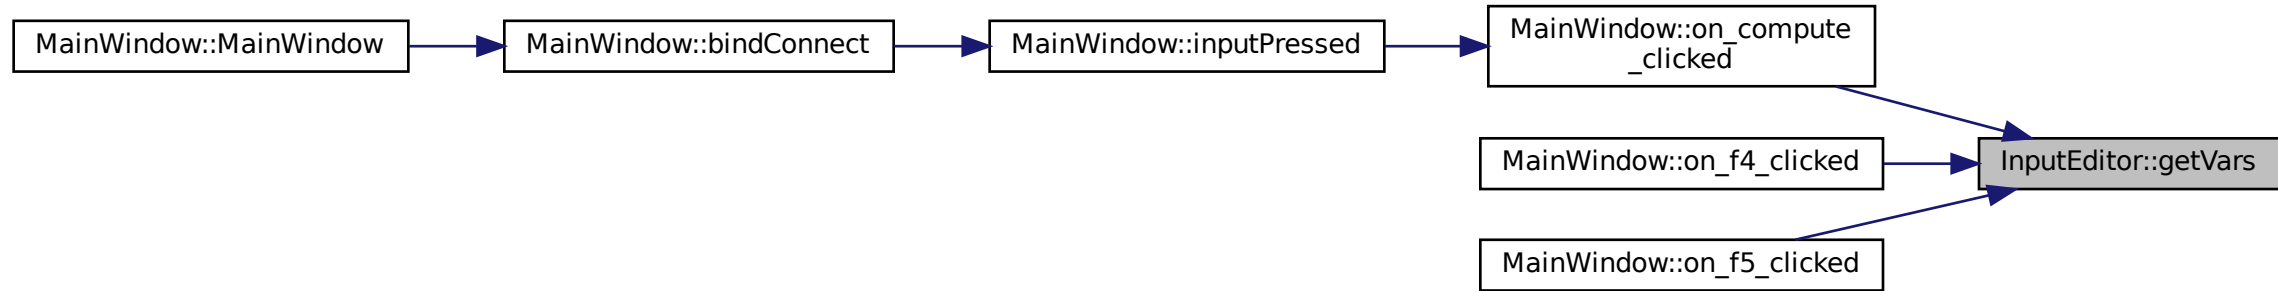 MainWindow::MainWindow
MainWindow::bindConnect
MainWindow::inputPressed
MainWindow::on_compute
_clicked
MainWindow::on_f4_clicked
InputEditor::getVars
MainWindow::on_f5_clicked